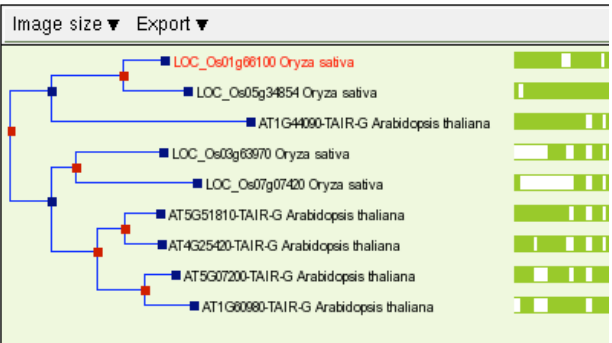 Image size ▼ Export ▼
LOC_Os01g66100 Oryza sativa
LOC_Os05g34854 Oryza sativa
AT1G44090-TAIR-G Arabidopsis thaliana
LOC_Os03g63970 Oryza sativa
LOC_Os07g07420 Oryza sativa
AT5G51810-TAIR-G Arabidopsis thaliana
AT4G25420-TAIR-G Arabidopsis thaliana
AT5G07200-TAIR-G Arabidopsis thaliana
AT1G60980-TAIR-G Arabidopsis thaliana